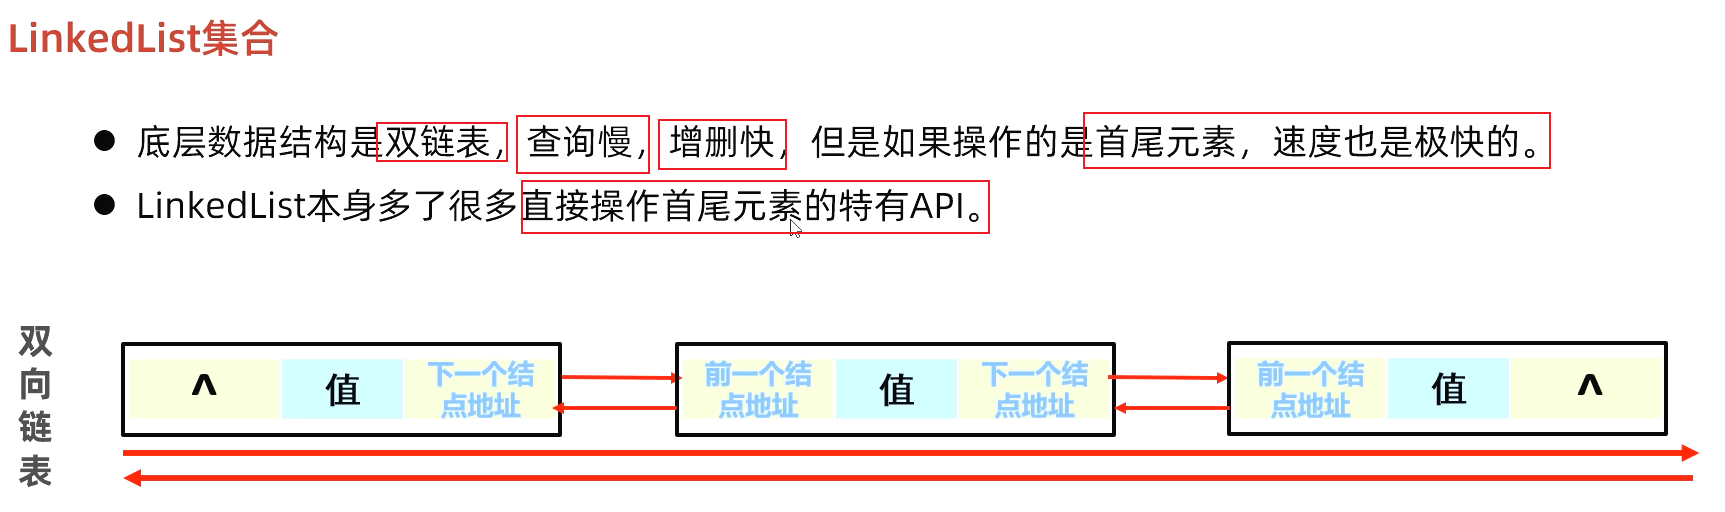 LinkedList集合
● 底层数据结构是双链表，查询慢，增删快，但是如果操作的是首尾元素，速度也是极快的。
● LinkedList本身多了很多直接操作首尾元素的特有API。
双向链表
^ 值 下一个结
点地址
前一个结
点地址
值
下一个结
点地址
前一个结
点地址
值 ^